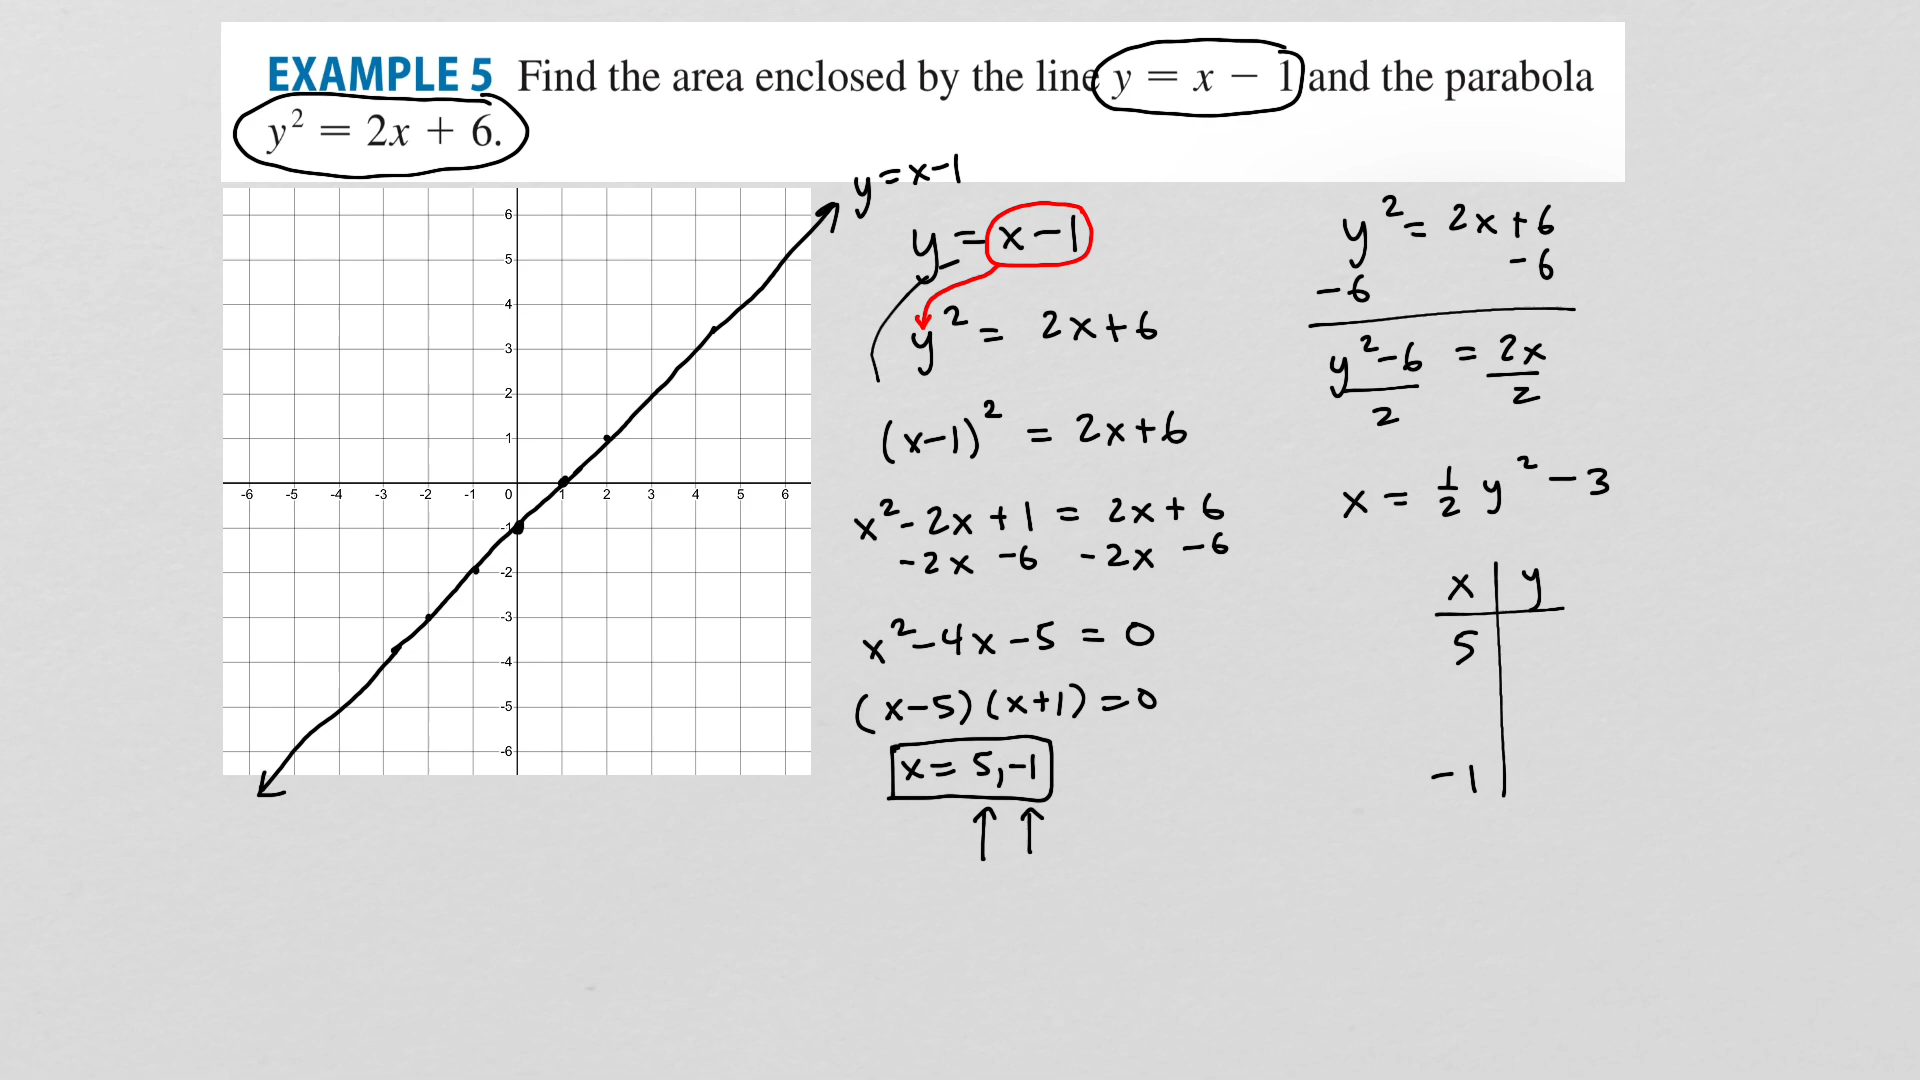 EXAMPLE 5 Find the area enclosed by the line y = x − 1 and the parabola
y² = 2x + 6.
y=x-1
6
5
4
3
2
1
-6 -5 -4 -3 -2 -1 0 1 2 3 4 5 6
-1
-2
-3
-4
-5
-6
y = x-1
y² = 2x+6
(x-1)² = 2x+6
x²-2x+1 = 2x+6
-2x -6 -2x -6
x²-4x-5 = 0
(x-5)(x+1)=0
x = 5,-1
y² = 2x+6
-6 -6
y²-6 = 2x
2 2
x = 1/2 y² -3
x y
5
-1